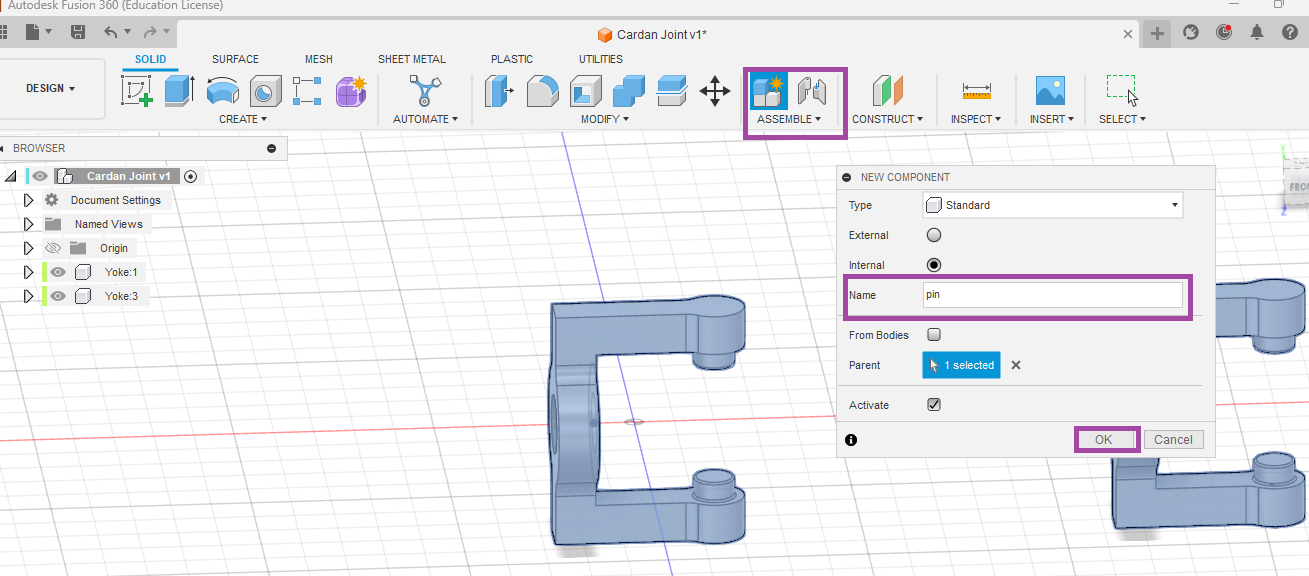 Autodesk Fusion 360 (Education License)
Cardan Joint v1*
SOLID SURFACE MESH SHEET METAL PLASTIC UTILITIES
DESIGN
CREATE AUTOMATE MODIFY ASSEMBLE CONSTRUCT INSPECT INSERT SELECT
BROWSER
Cardan Joint v1
Document Settings
Named Views
Origin
Yoke:1
Yoke:3
NEW COMPONENT
Type Standard
External
Internal
Name pin
From Bodies
Parent 1 selected
Activate
OK Cancel
Y
FRON
Z